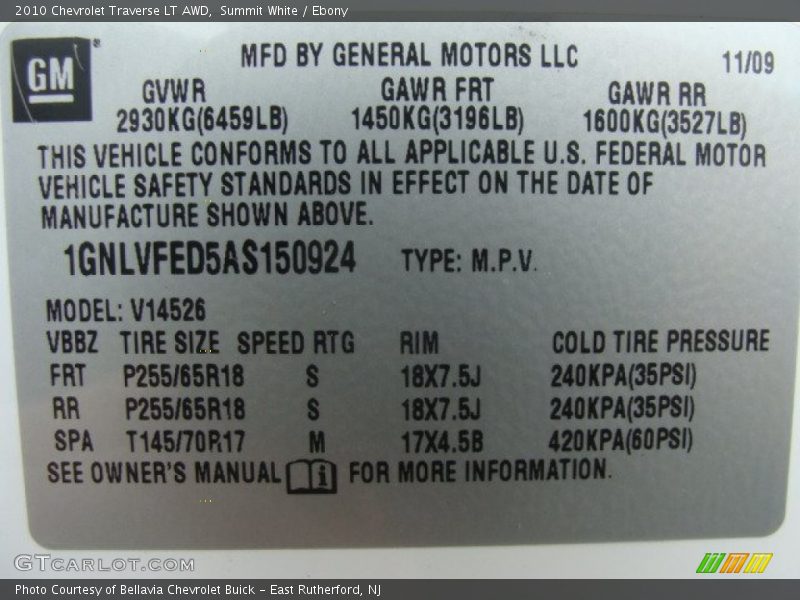 2010 Chevrolet Traverse LT AWD, Summit White / Ebony
GM
MFD BY GENERAL MOTORS LLC
11/09
GVWR GAWR FRT GAWR RR
2930KG(6459LB) 1450KG(3196LB) 1600KG(3527LB)
THIS VEHICLE CONFORMS TO ALL APPLICABLE U.S. FEDERAL MOTOR
VEHICLE SAFETY STANDARDS IN EFFECT ON THE DATE OF
MANUFACTURE SHOWN ABOVE.
1GNLVFED5AS150924 TYPE: M.P.V.
MODEL: V14526
VBBZ TIRE SIZE SPEED RTG RIM COLD TIRE PRESSURE
FRT P255/65R18 S 18X7.5J 240KPA(35PSI)
RR P255/65R18 S 18X7.5J 240KPA(35PSI)
SPA T145/70R17 M 17X4.5B 420KPA(60PSI)
SEE OWNER'S MANUAL i FOR MORE INFORMATION.
GTCARLOT.COM
Photo Courtesy of Bellavia Chevrolet Buick - East Rutherford, NJ